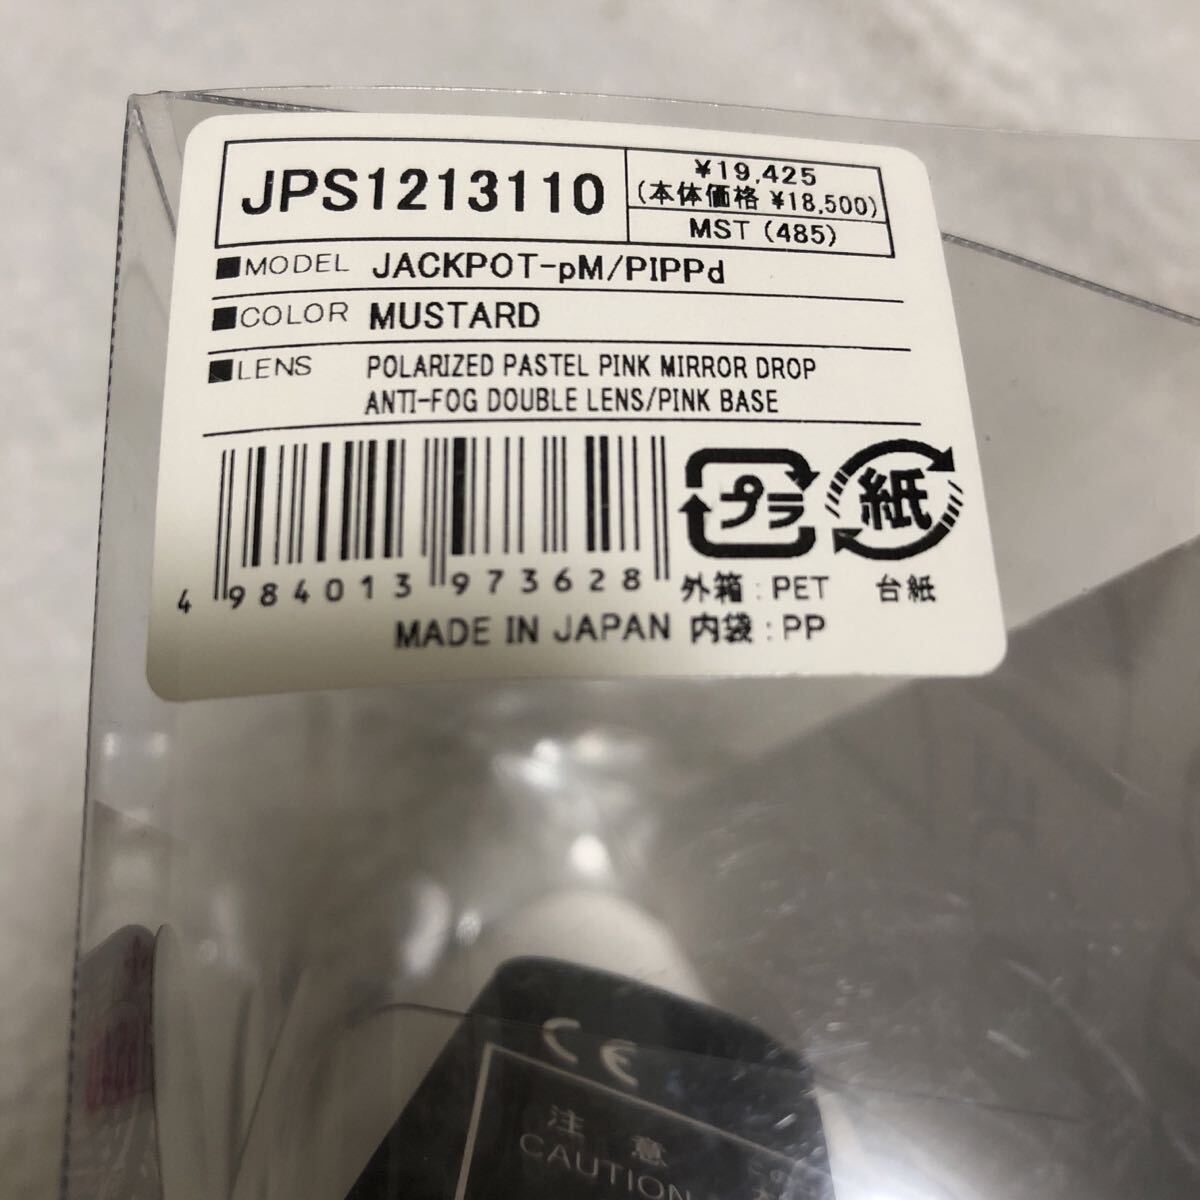 JPS1213110
¥19,425
(本体価格 ¥18,500)
MST (485)
■MODEL JACKPOT-pM/PIPPd
■COLOR MUSTARD
■LENS POLARIZED PASTEL PINK MIRROR DROP
ANTI-FOG DOUBLE LENS/PINK BASE
プラ
紙
4 984013 973628
外箱 : PET
台紙
MADE IN JAPAN 内袋 : PP
CE
注意
CAUTION